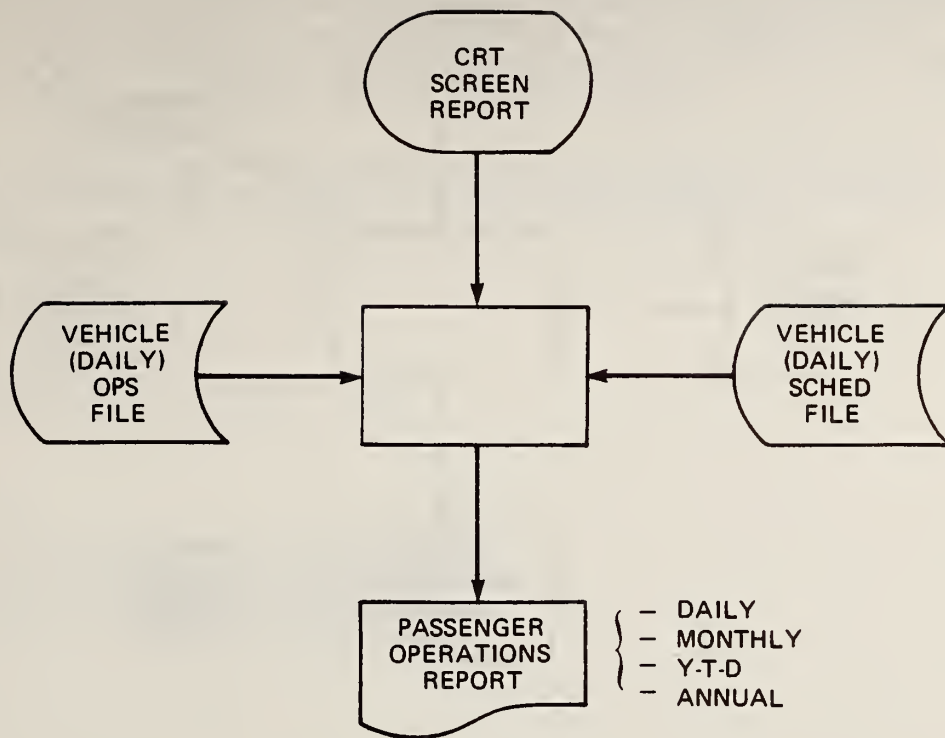 CRT
SCREEN
REPORT
VEHICLE
(DAILY)
OPS
FILE
VEHICLE
(DAILY)
SCHED
FILE
PASSENGER
OPERATIONS
REPORT
— DAILY
— MONTHLY
— Y-T-D
— ANNUAL